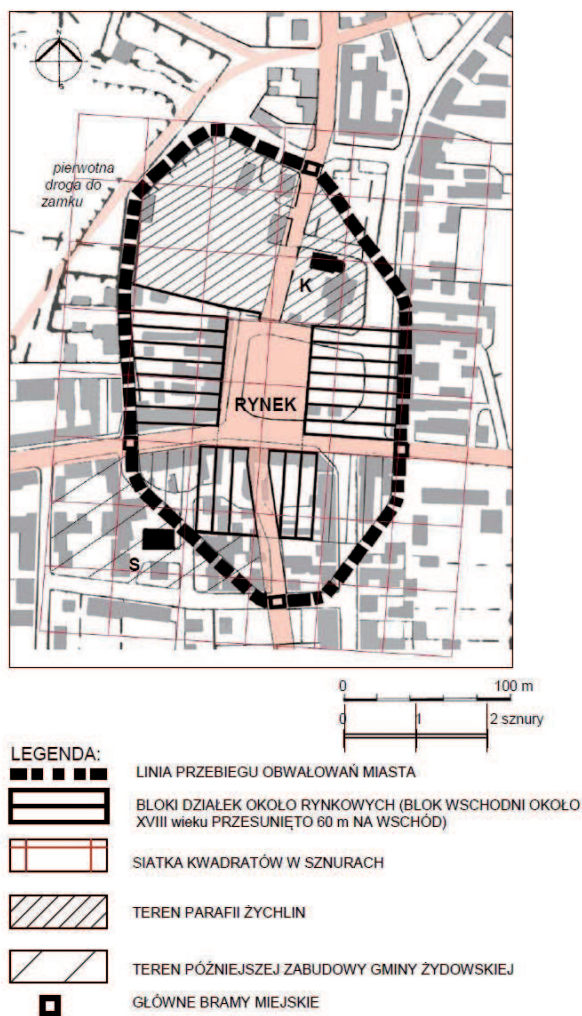 N
S
pierwotna
droga do
zamku
K
RYNEK
S
0 100 m
0 1 2 sznury
LEGENDA:
LINIA PRZEBIEGU OBWAŁOWAŃ MIASTA
BLOKI DZIAŁEK OKOŁO RYNKOWYCH (BLOK WSCHODNI OKOŁO
XVIII wieku PRZESUNIĘTO 60 m NA WSCHÓD)
SIATKA KWADRATÓW W SZNURACH
TEREN PARAFII ŻYCHLIN
TEREN PÓŹNIEJSZEJ ZABUDOWY GMINY ŻYDOWSKIEJ
GŁÓWNE BRAMY MIEJSKIE